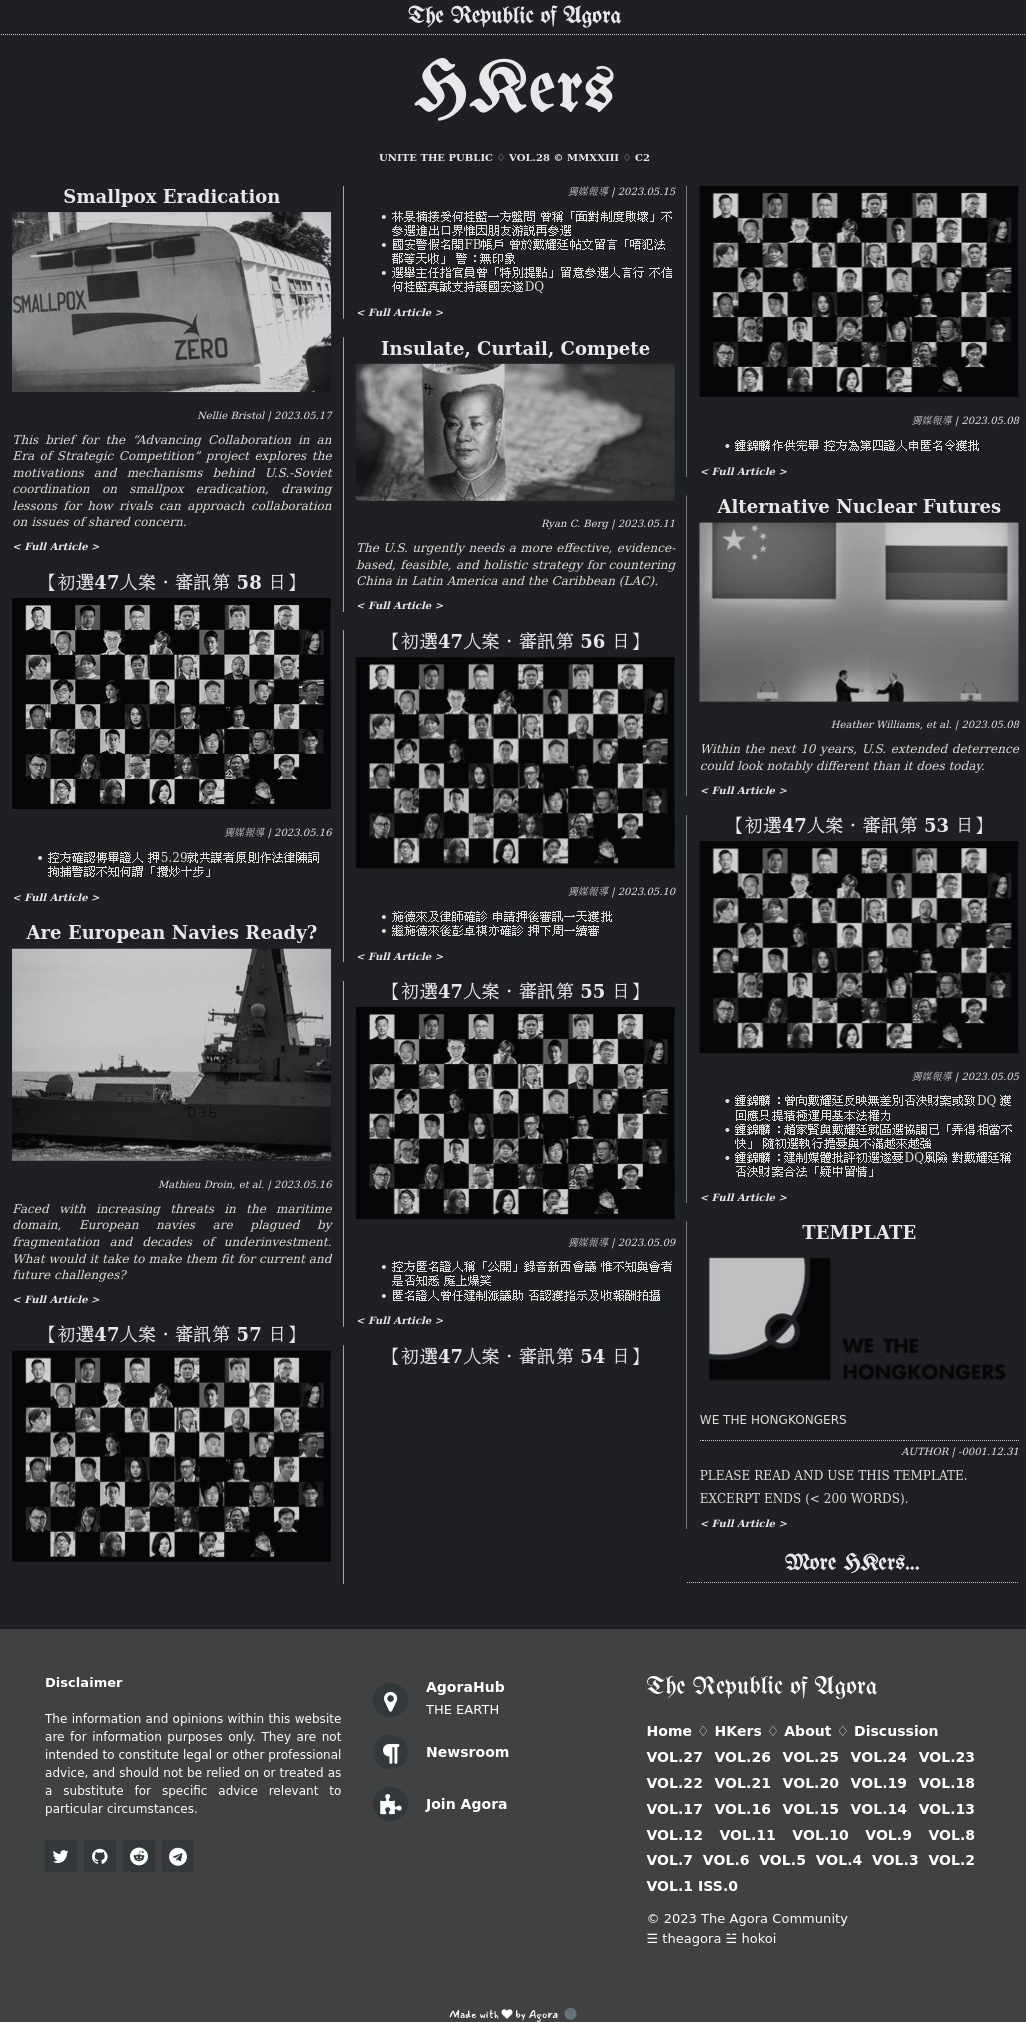 The Republic of Agora
HKers
UNITE THE PUBLIC ♢ VOL.28 © MMXXIII ♢ C2
Smallpox Eradication
SMALLPOX
ZERO
Nellie Bristol | 2023.05.17
This brief for the “Advancing Collaboration in an
Era of Strategic Competition” project explores the
motivations and mechanisms behind U.S.-Soviet
coordination on smallpox eradication, drawing
lessons for how rivals can approach collaboration
on issues of shared concern.
< Full Article >
【初選47人案・審訊第 58 日】
獨媒報導 | 2023.05.16
• 控方確認傳畢證人 押5.29就共謀者原則作法律陳詞
拘捕警認不知何謂「攬炒十步」
< Full Article >
Are European Navies Ready?
D36
Mathieu Droin, et al. | 2023.05.16
Faced with increasing threats in the maritime
domain, European navies are plagued by
fragmentation and decades of underinvestment.
What would it take to make them fit for current and
future challenges?
< Full Article >
【初選47人案・審訊第 57 日】
獨媒報導 | 2023.05.15
• 林景楠接受何桂藍一方盤問 曾稱「面對制度敗壞」不
參選進出口界惟因朋友游說再參選
• 國安警假名開FB帳戶 曾於戴耀廷帖文留言「唔犯法
都等天收」 警：無印象
• 選舉主任指官員曾「特別提點」留意參選人言行 不信
何桂藍真誠支持護國安遂DQ
< Full Article >
Insulate, Curtail, Compete
Ryan C. Berg | 2023.05.11
The U.S. urgently needs a more effective, evidence-
based, feasible, and holistic strategy for countering
China in Latin America and the Caribbean (LAC).
< Full Article >
【初選47人案・審訊第 56 日】
獨媒報導 | 2023.05.10
• 施德來及律師確診 申請押後審訊一天獲批
• 繼施德來後彭卓棋亦確診 押下周一續審
< Full Article >
【初選47人案・審訊第 55 日】
獨媒報導 | 2023.05.09
• 控方匿名證人稱「公開」錄音新西會議 惟不知與會者
是否知悉 庭上爆笑
• 匿名證人曾任建制派議助 否認獲指示及收報酬拍攝
< Full Article >
【初選47人案・審訊第 54 日】
獨媒報導 | 2023.05.08
• 鍾錦麟作供完畢 控方為第四證人申匿名令獲批
< Full Article >
Alternative Nuclear Futures
Heather Williams, et al. | 2023.05.08
Within the next 10 years, U.S. extended deterrence
could look notably different than it does today.
< Full Article >
【初選47人案・審訊第 53 日】
獨媒報導 | 2023.05.05
• 鍾錦麟：曾向戴耀廷反映無差別否決財案或致DQ 獲
回應只提積極運用基本法權力
• 鍾錦麟：趙家賢與戴耀廷就區選協調已「弄得相當不
快」 隨初選執行擔憂與不滿越來越強
• 鍾錦麟：建制媒體批評初選遂憂DQ風險 對戴耀廷稱
否決財案合法「疑中留情」
< Full Article >
TEMPLATE
WE THE
HONGKONGERS
WE THE HONGKONGERS
AUTHOR | -0001.12.31
PLEASE READ AND USE THIS TEMPLATE.
EXCERPT ENDS (< 200 WORDS).
< Full Article >
More HKers...
Disclaimer
The information and opinions within this website
are for information purposes only. They are not
intended to constitute legal or other professional
advice, and should not be relied on or treated as
a substitute for specific advice relevant to
particular circumstances.
AgoraHub
THE EARTH
Newsroom
Join Agora
The Republic of Agora
Home ♢ HKers ♢ About ♢ Discussion
VOL.27 VOL.26 VOL.25 VOL.24 VOL.23
VOL.22 VOL.21 VOL.20 VOL.19 VOL.18
VOL.17 VOL.16 VOL.15 VOL.14 VOL.13
VOL.12 VOL.11 VOL.10 VOL.9 VOL.8
VOL.7 VOL.6 VOL.5 VOL.4 VOL.3 VOL.2
VOL.1 ISS.0
© 2023 The Agora Community
☰ theagora ☱ hokoi
Made with ❤ by Agora